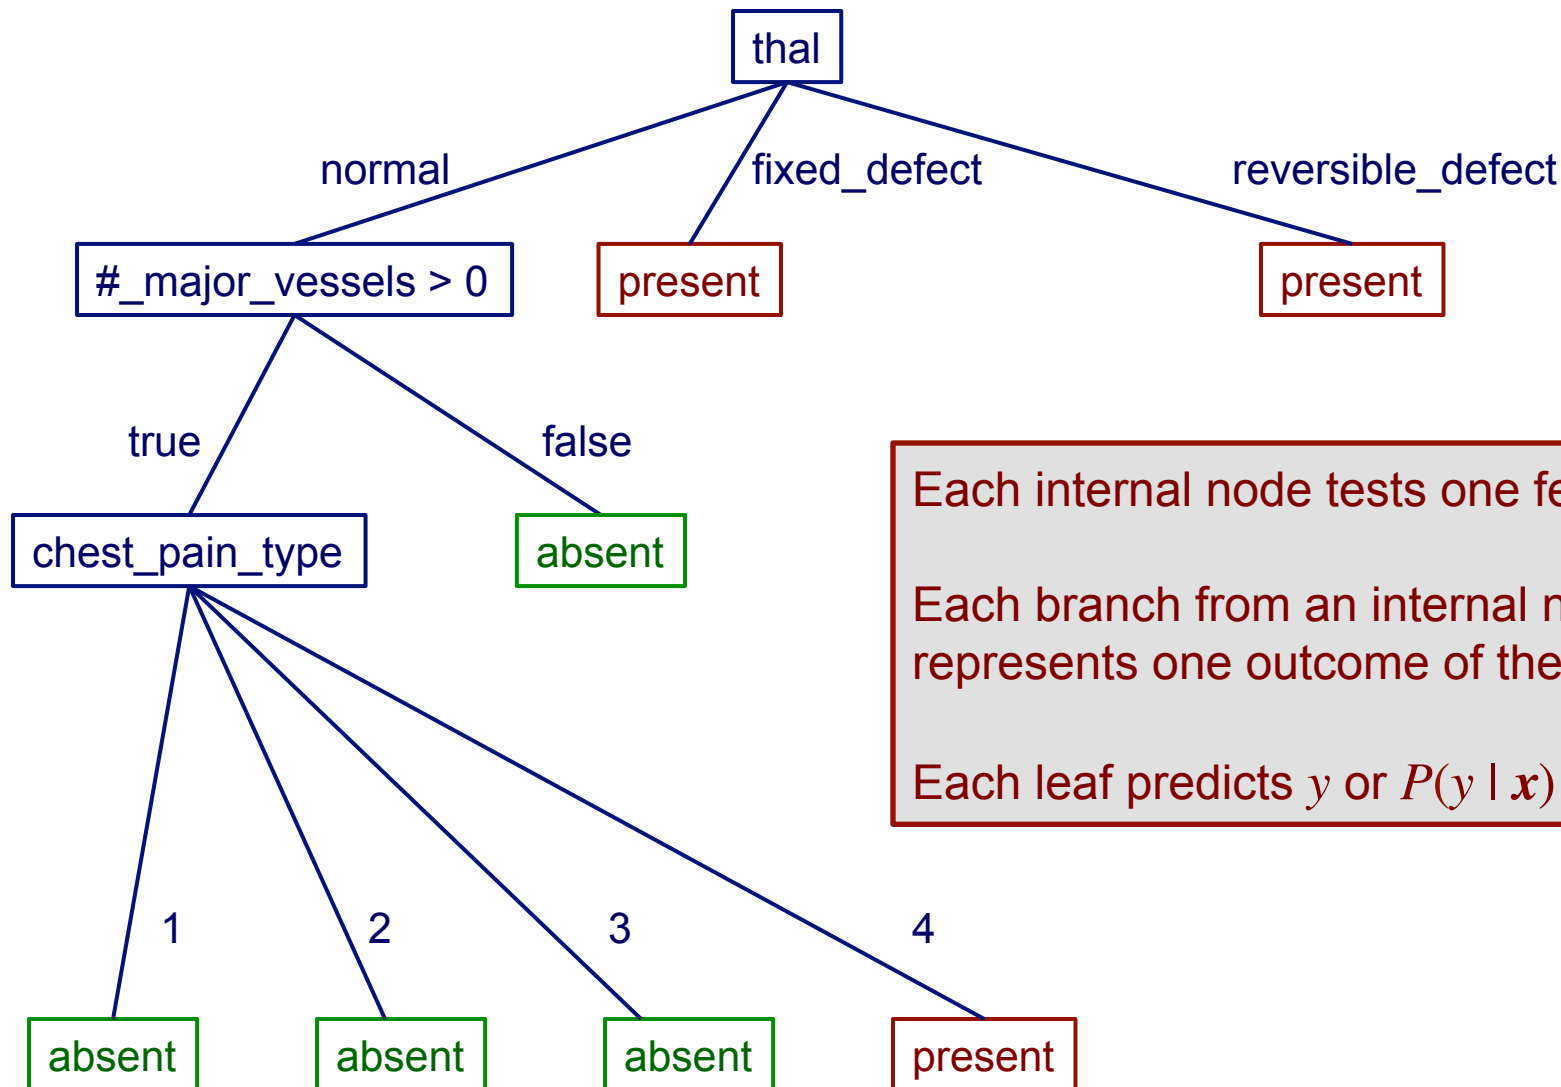 thal
normal
fixed_defect
reversible_defect
#_major_vessels > 0
present
present
true
false
chest_pain_type
absent
Each internal node tests one
Each branch from an internal
represents one outcome of the
Each leaf predicts y or P(y | x)
1
2
3
4
absent
absent
absent
present